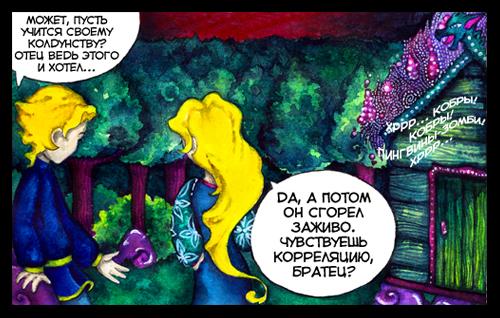 МОЖЕТ, ПУСТЬ
УЧИТСЯ СВОЕМУ
КОЛДУНСТВУ?
ОТЕЦ ВЕДЬ ЭТОГО
И ХОТЕЛ...
ХРРР... КОБРЫ!
КОБРЫ!
ПИНГВИНЫ-ЗОМБИ!
ХРРР...
ДА, А ПОТОМ
ОН СГОРЕЛ
ЗАЖИВО.
ЧУВСТВУЕШЬ
КОРРЕЛЯЦИЮ,
БРАТЕЦ?